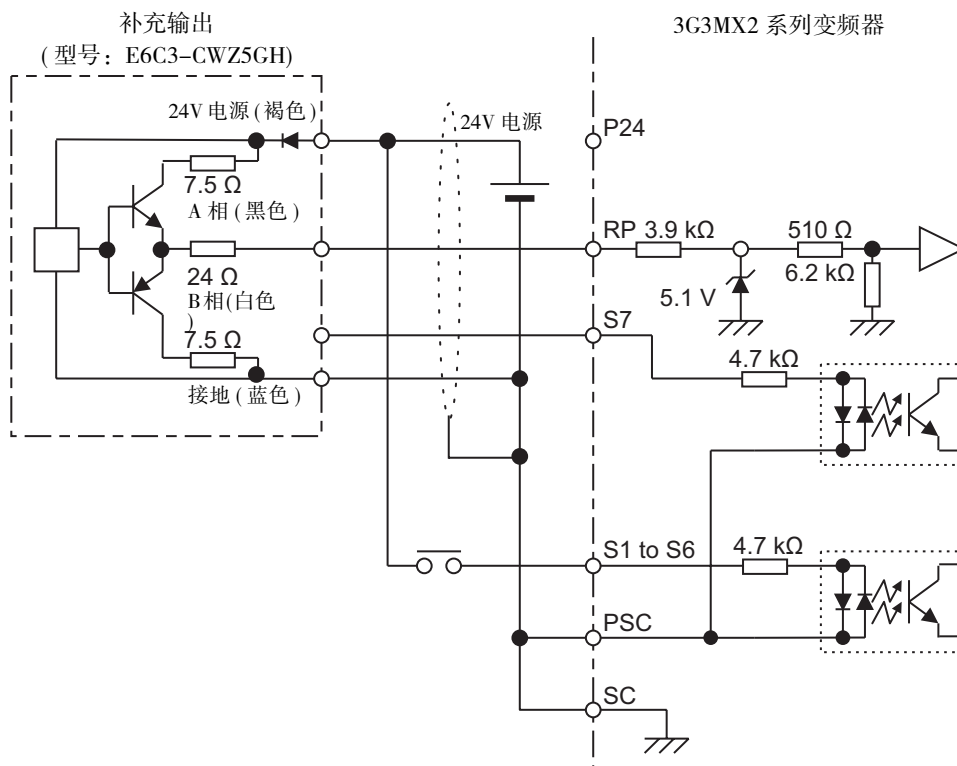 补充输出
(型号：E6C3-CWZ5GH)
3G3MX2 系列变频器
24V 电源(褐色)
24V 电源
P24
7.5 Ω
A 相(黑色)
RP 3.9 kΩ
510 Ω
24 Ω
6.2 kΩ
B相(白色
)
5.1 V
S7
7.5 Ω
4.7 kΩ
接地(蓝色)
S1 to S6
4.7 kΩ
PSC
SC